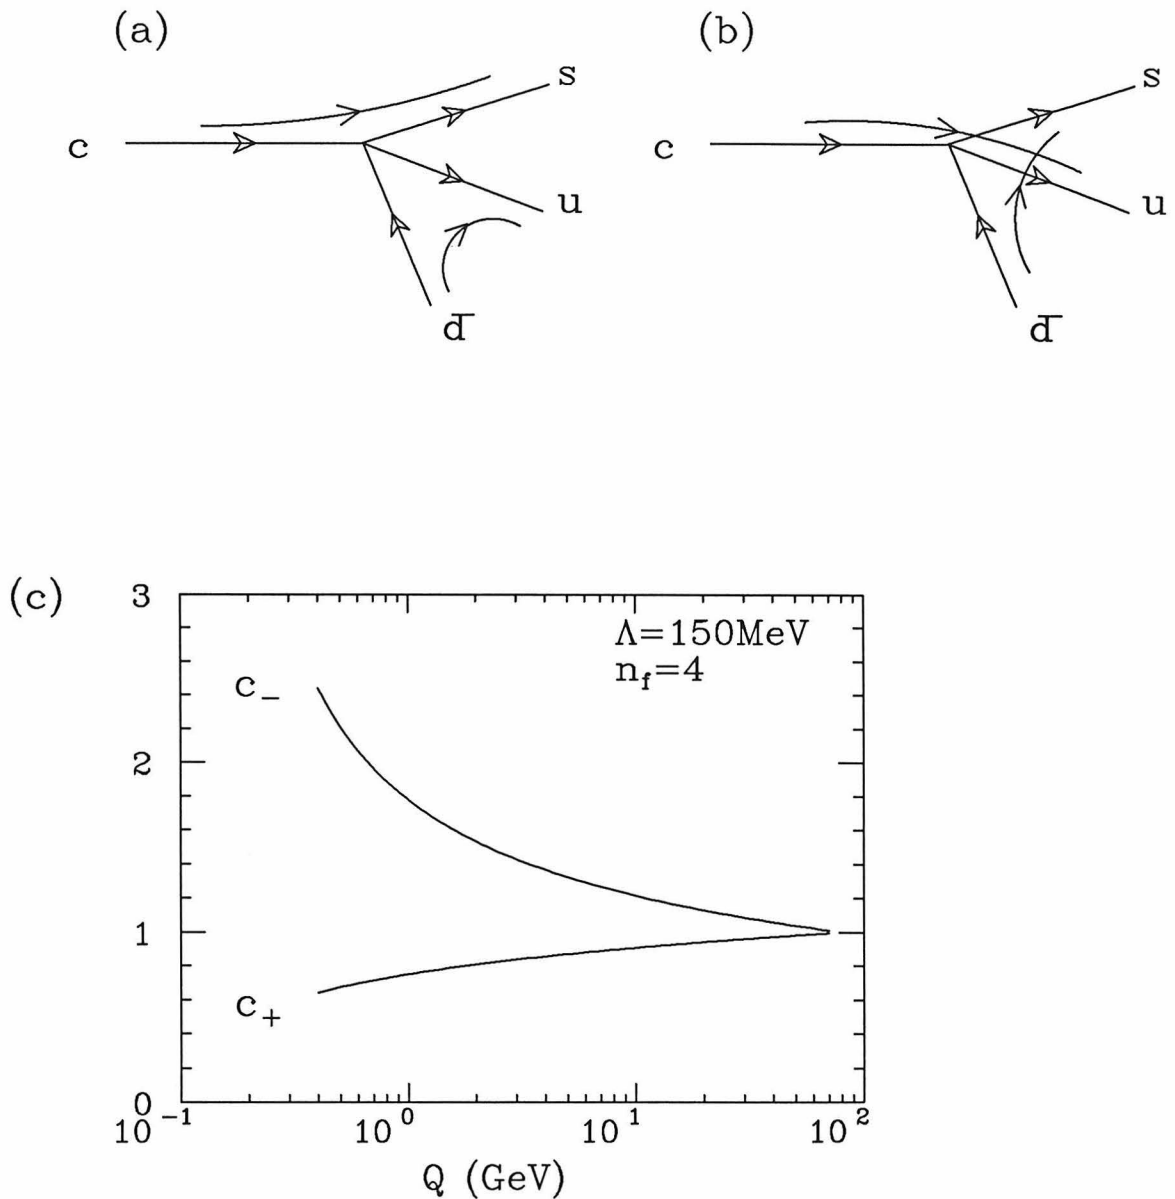 (a)
(b)
c
s
u
d̄
c
s
u
d̄
(c)
3
2
1
0
Λ=150MeV
n_f=4
c_−
c_+
10^-1
10^0
10^1
10^2
Q (GeV)